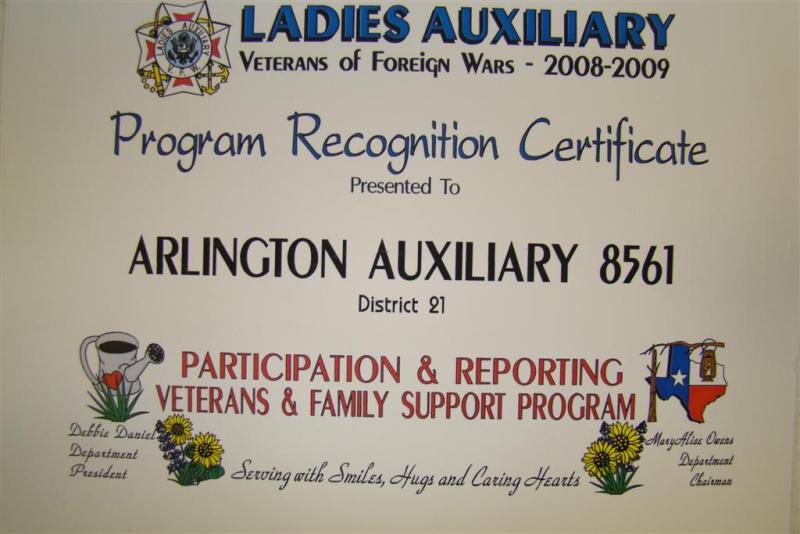 LADIES AUXILIARY
VETERANS OF FOREIGN WARS - 2008-2009
LADIES AUXILIARY
V.F.W.
Program Recognition Certificate
Presented To
ARLINGTON AUXILIARY 8561
District 21
PARTICIPATION & REPORTING
VETERANS & FAMILY SUPPORT PROGRAM
Debbie Daniel
Department
President
MaryAlice Owens
Department
Chairman
Serving with Smiles, Hugs and Caring Hearts